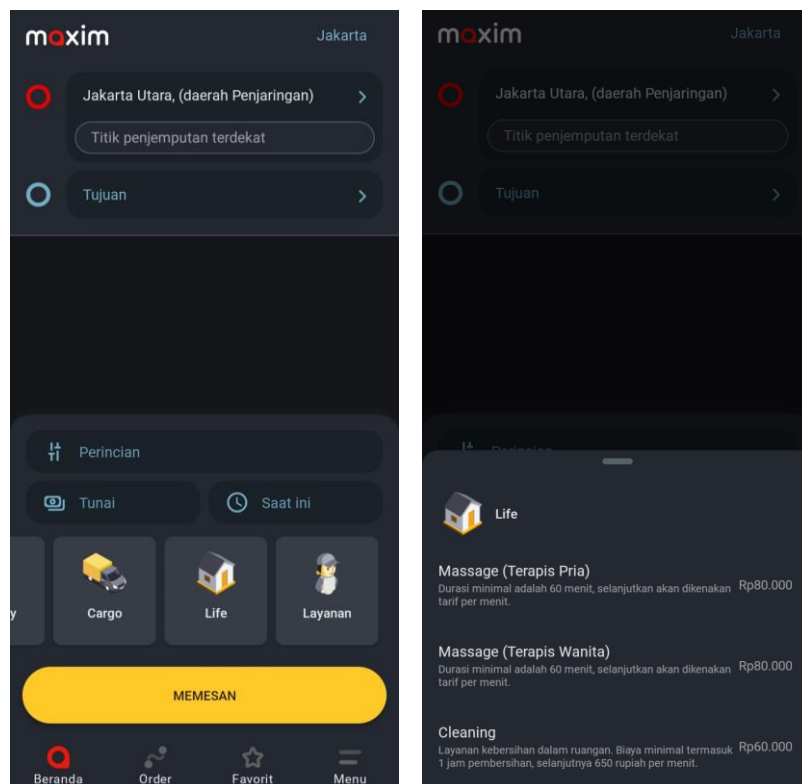 maxim
Jakarta
Jakarta Utara, (daerah Penjaringan)
Titik penjemputan terdekat
Tujuan
Perincian
Tunai
Saat ini
y
Cargo
Life
Layanan
MEMESAN
Beranda
Order
Favorit
Menu
maxim
Jakarta
Jakarta Utara, (daerah Penjaringan)
Titik penjemputan terdekat
Tujuan
Perincian
Life
Massage (Terapis Pria)
Durasi minimal adalah 60 menit, selanjutkan akan dikenakan
tarif per menit.
Rp80.000
Massage (Terapis Wanita)
Durasi minimal adalah 60 menit, selanjutkan akan dikenakan
tarif per menit.
Rp80.000
Cleaning
Layanan kebersihan dalam ruangan. Biaya minimal termasuk
1 jam pembersihan, selanjutnya 650 rupiah per menit.
Rp60.000